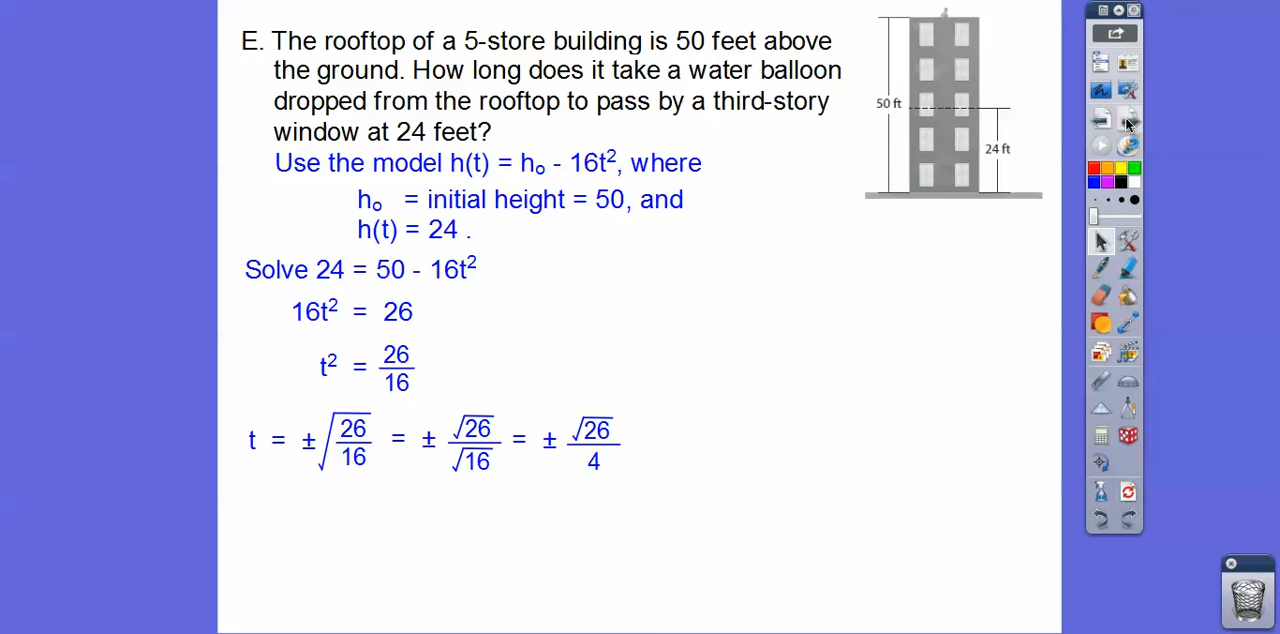 E. The rooftop of a 5-store building is 50 feet above
the ground. How long does it take a water balloon
dropped from the rooftop to pass by a third-story
window at 24 feet?
Use the model h(t) = h₀ - 16t², where
h₀ = initial height = 50, and
h(t) = 24 .
Solve 24 = 50 - 16t²
16t² = 26
t² = 26/16
t = ±√(26/16) = ± √26/√16 = ± √26/4
50 ft
24 ft